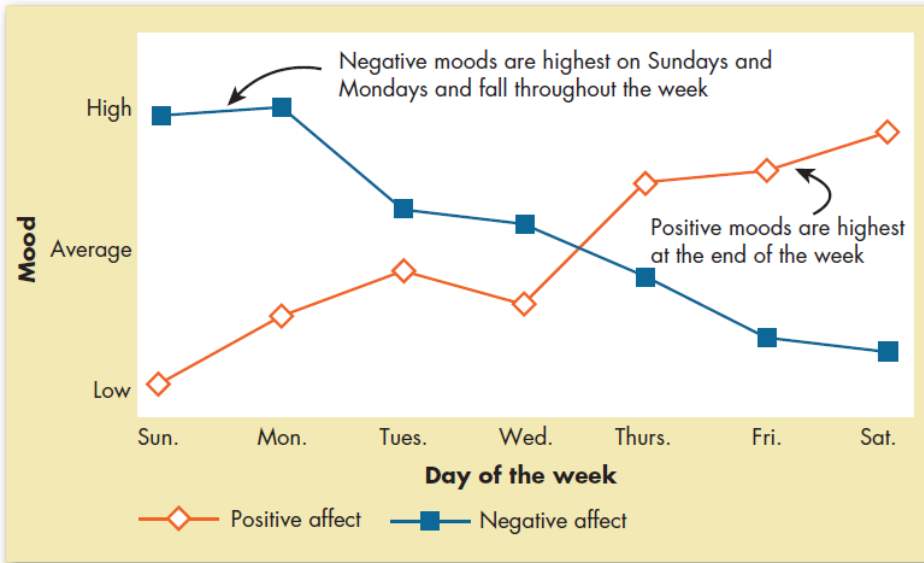 Negative moods are highest on Sundays and
Mondays and fall throughout the week
High
Mood
Average
Positive moods are highest
at the end of the week
Low
Sun. Mon. Tues. Wed. Thurs. Fri. Sat.
Day of the week
Positive affect Negative affect